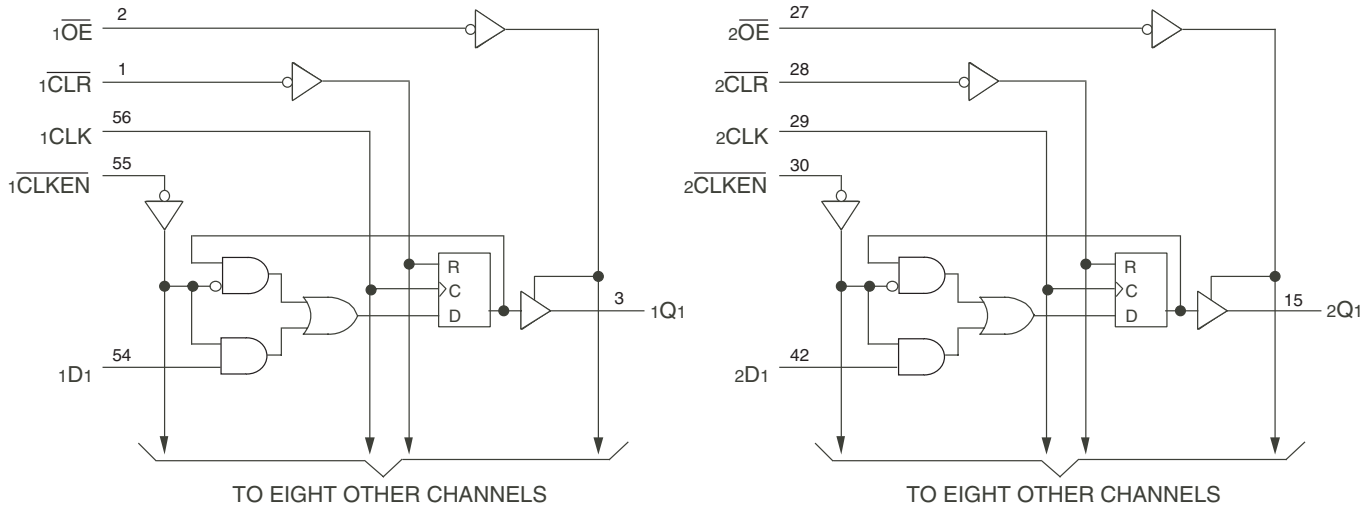 1OE 2
1CLR 1
1CLK 56
1CLKEN 55
R
C
D
3 1Q1
1D1 54
TO EIGHT OTHER CHANNELS
2OE 27
2CLR 28
2CLK 29
2CLKEN 30
R
C
D
15 2Q1
2D1 42
TO EIGHT OTHER CHANNELS